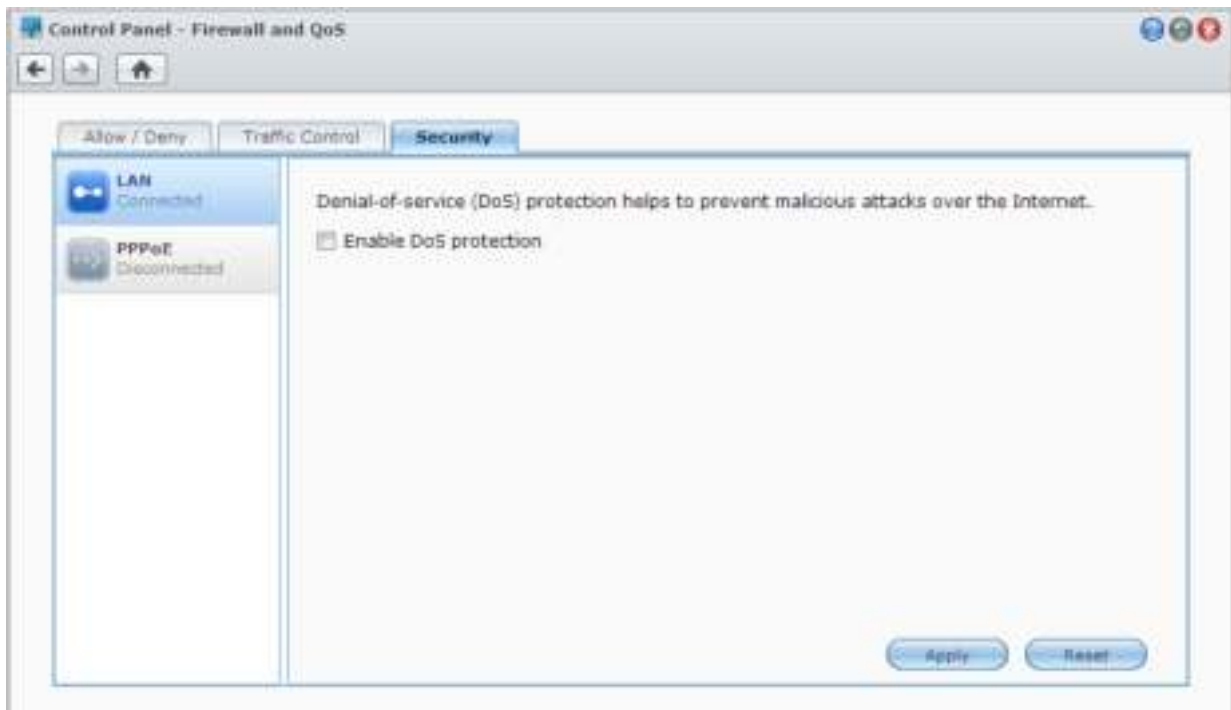 Control Panel - Firewall and QoS
Allow / Deny
Traffic Control
Security
LAN
Connected
PPPoE
Disconnected
Denial-of-service (DoS) protection helps to prevent malicious attacks over the Internet.
Enable DoS protection
Apply
Reset